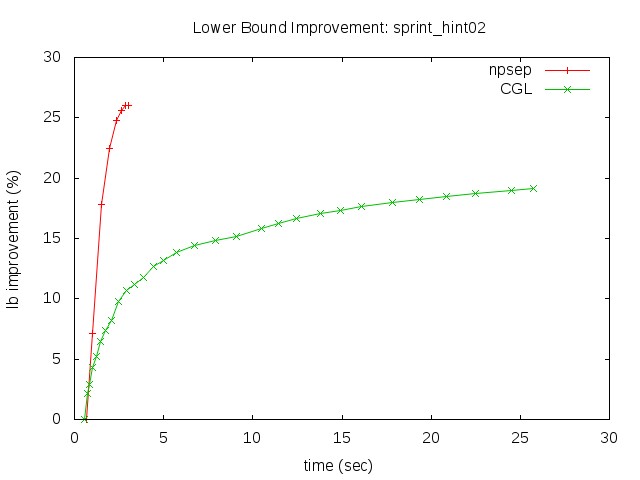 Lower Bound Improvement: sprint_hint02
npsep
CGL
lb improvement (%)
30
25
20
15
10
5
0
0 5 10 15 20 25 30
time (sec)